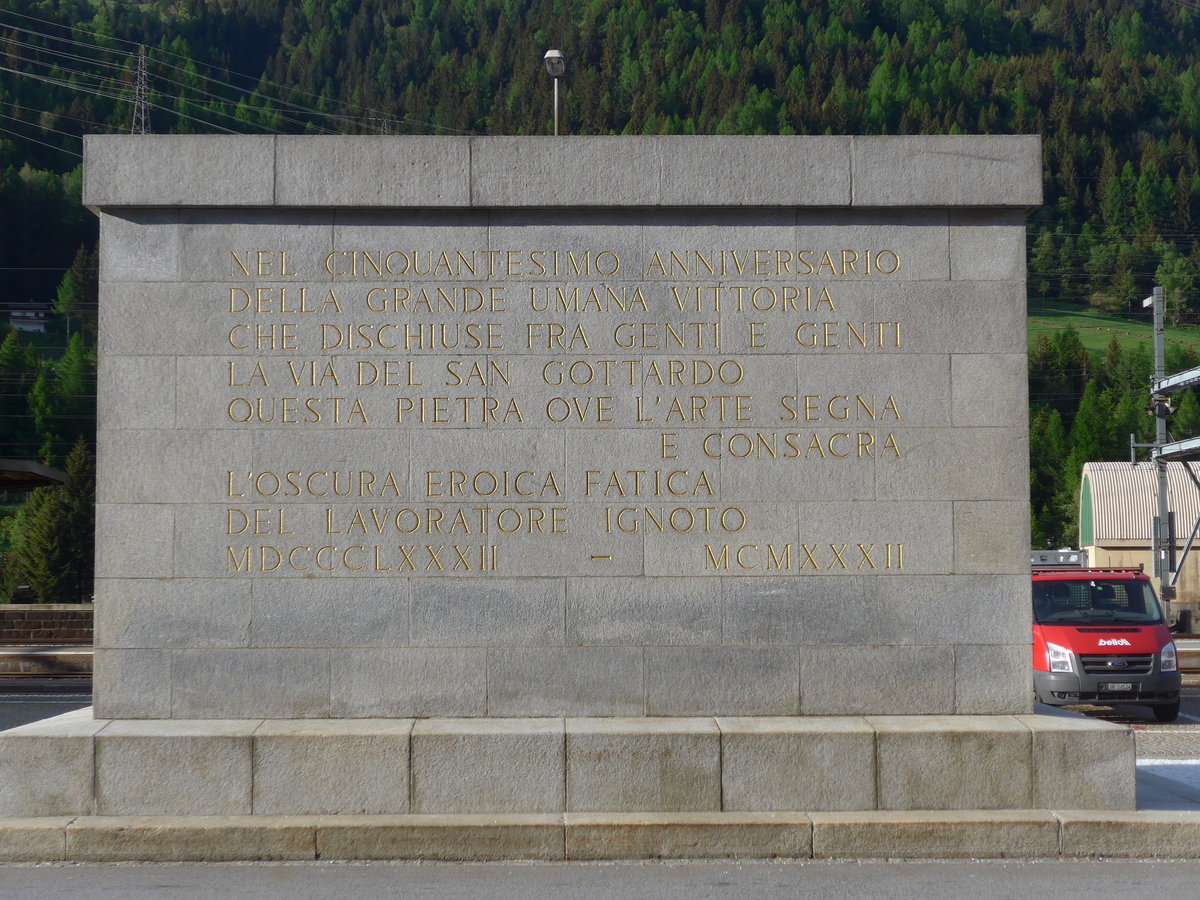 NEL CINQUANTESIMO ANNIVERSARIO
DELLA GRANDE UMANA VITTORIA
CHE DISCHIUSE FRA GENTI E GENTI
LA VIA DEL SAN GOTTARDO
QUESTA PIETRA OVE L'ARTE SEGNA
E CONSACRA
L'OSCURA EROICA FATICA
DEL LAVORATORE IGNOTO
MDCCCLXXXII – MCMXXXII
belloli